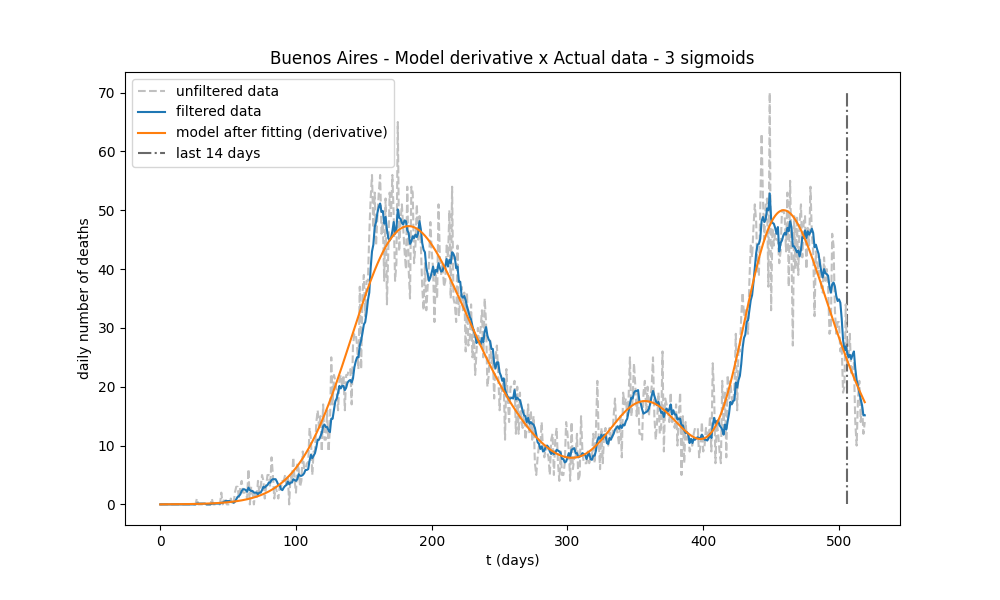 Buenos Aires - Model derivative x Actual data - 3 sigmoids
unfiltered data
filtered data
model after fitting (derivative)
last 14 days
daily number of deaths
70
60
50
40
30
20
10
0
0 100 200 300 400 500
t (days)